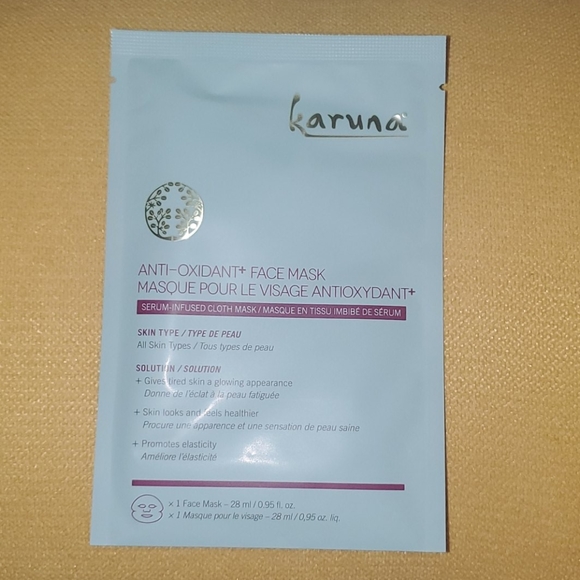 karuna
ANTI-OXIDANT+ FACE MASK
MASQUE POUR LE VISAGE ANTIOXYDANT+
SERUM-INFUSED CLOTH MASK / MASQUE EN TISSU IMBIBÉ DE SÉRUM
SKIN TYPE / TYPE DE PEAU
All Skin Types / Tous types de peau
SOLUTION / SOLUTION
+ Gives tired skin a glowing appearance
Donne de l'éclat à la peau fatiguée
+ Skin looks and feels healthier
Procure une apparence et une sensation de peau saine
+ Promotes elasticity
Améliore l'élasticité
x 1 Face Mask – 28 ml / 0.95 fl. oz.
x 1 Masque pour le visage – 28 ml / 0,95 oz. liq.